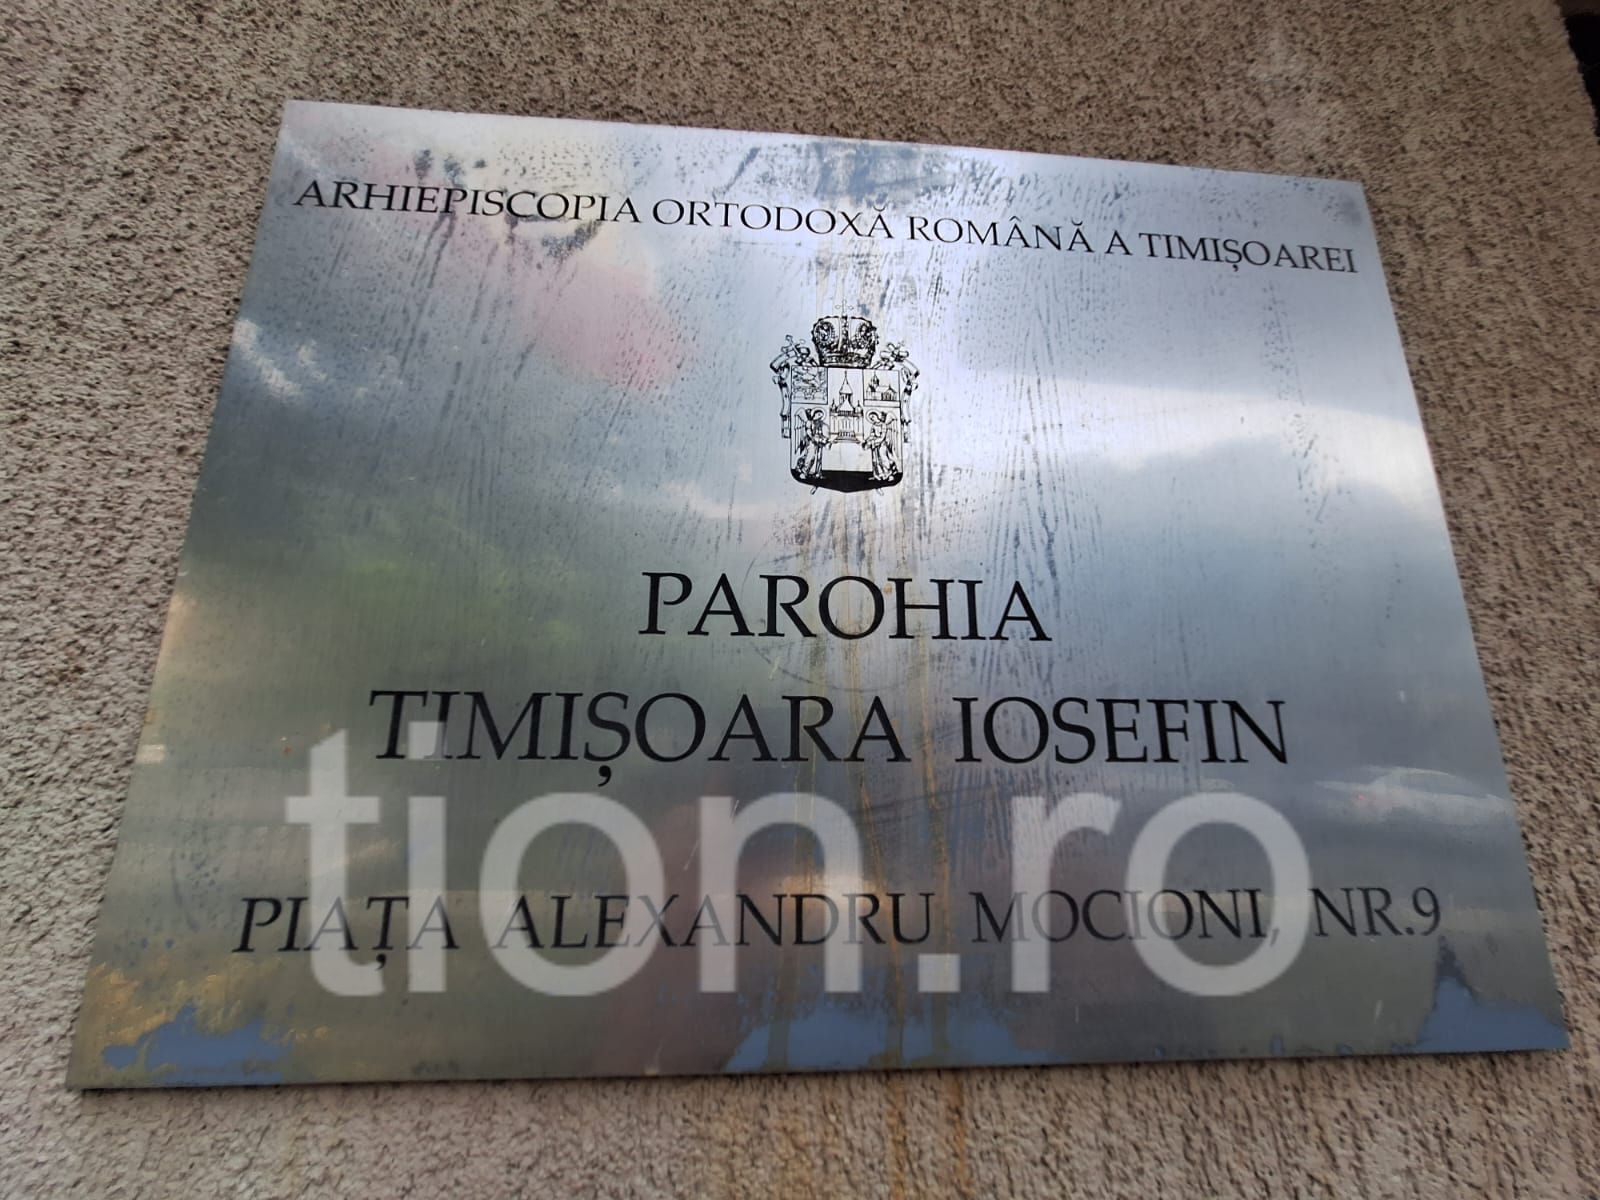 ARHIEPISCOPIA ORTODOXĂ ROMÂNĂ A TIMIȘOAREI
PAROHIA
TIMIȘOARA IOSEFIN
tion.ro
PIAȚA ALEXANDRU MOCIONI, NR.9